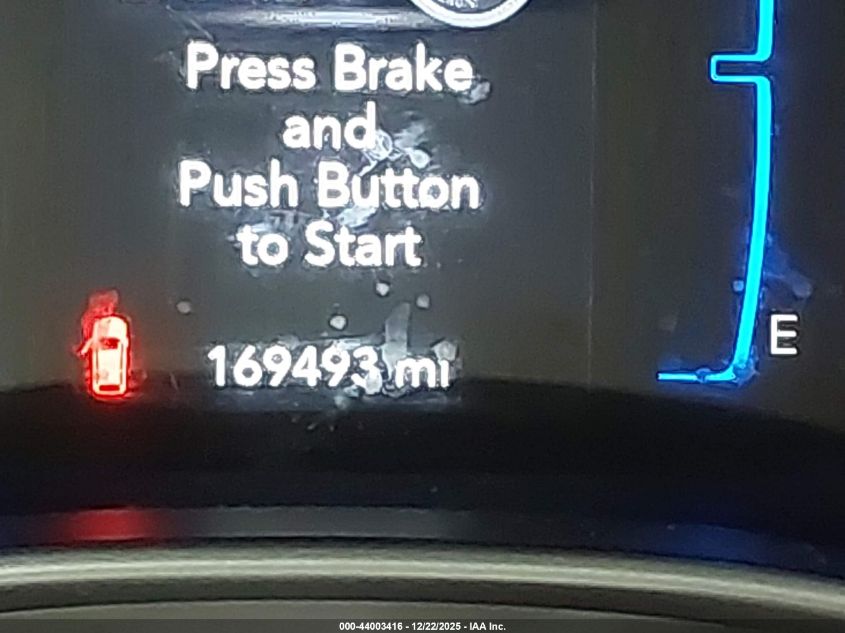 Press Brake
and
Push Button
to Start
169493 mi
E
000-44003416 - 12/22/2025 - IAA Inc.